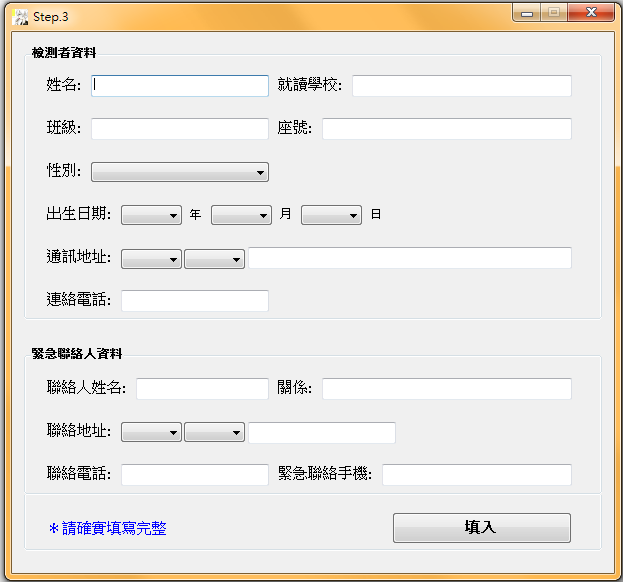 Step.3
檢測者資料
姓名: 就讀學校:
班級: 座號:
性別:
出生日期: 年 月 日
通訊地址:
連絡電話:
緊急聯絡人資料
聯絡人姓名: 關係:
聯絡地址:
聯絡電話: 緊急聯絡手機:
＊請確實填寫完整 填入